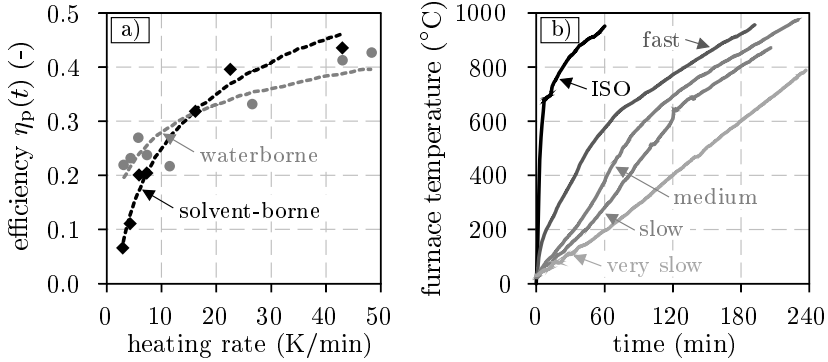 a)
efficiency ηp(t) (-)
0.5
0.4
0.3
0.2
0.1
0.0
waterborne
solvent-borne
0 10 20 30 40 50
heating rate (K/min)
b)
furnace temperature (°C)
1000
800
600
400
200
0
fast
ISO
medium
slow
very slow
0 60 120 180 240
time (min)